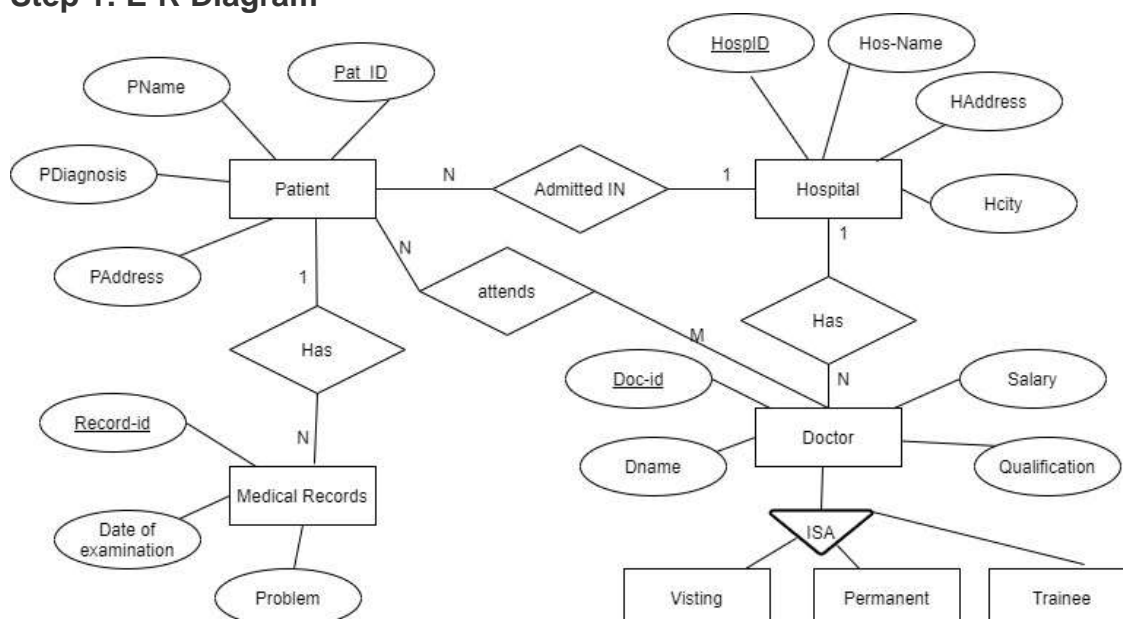 Step 1: E-R Diagram
HospID
Hos-Name
Pat_ID
PName
HAddress
PDiagnosis
Patient
N
Admitted IN
1
Hospital
Hcity
N
1
PAddress
1
attends
Has
Has
M
Doc-id
N
Salary
Record-id
N
Doctor
Dname
Qualification
Medical Records
Date of
examination
ISA
Problem
Visting
Permanent
Trainee